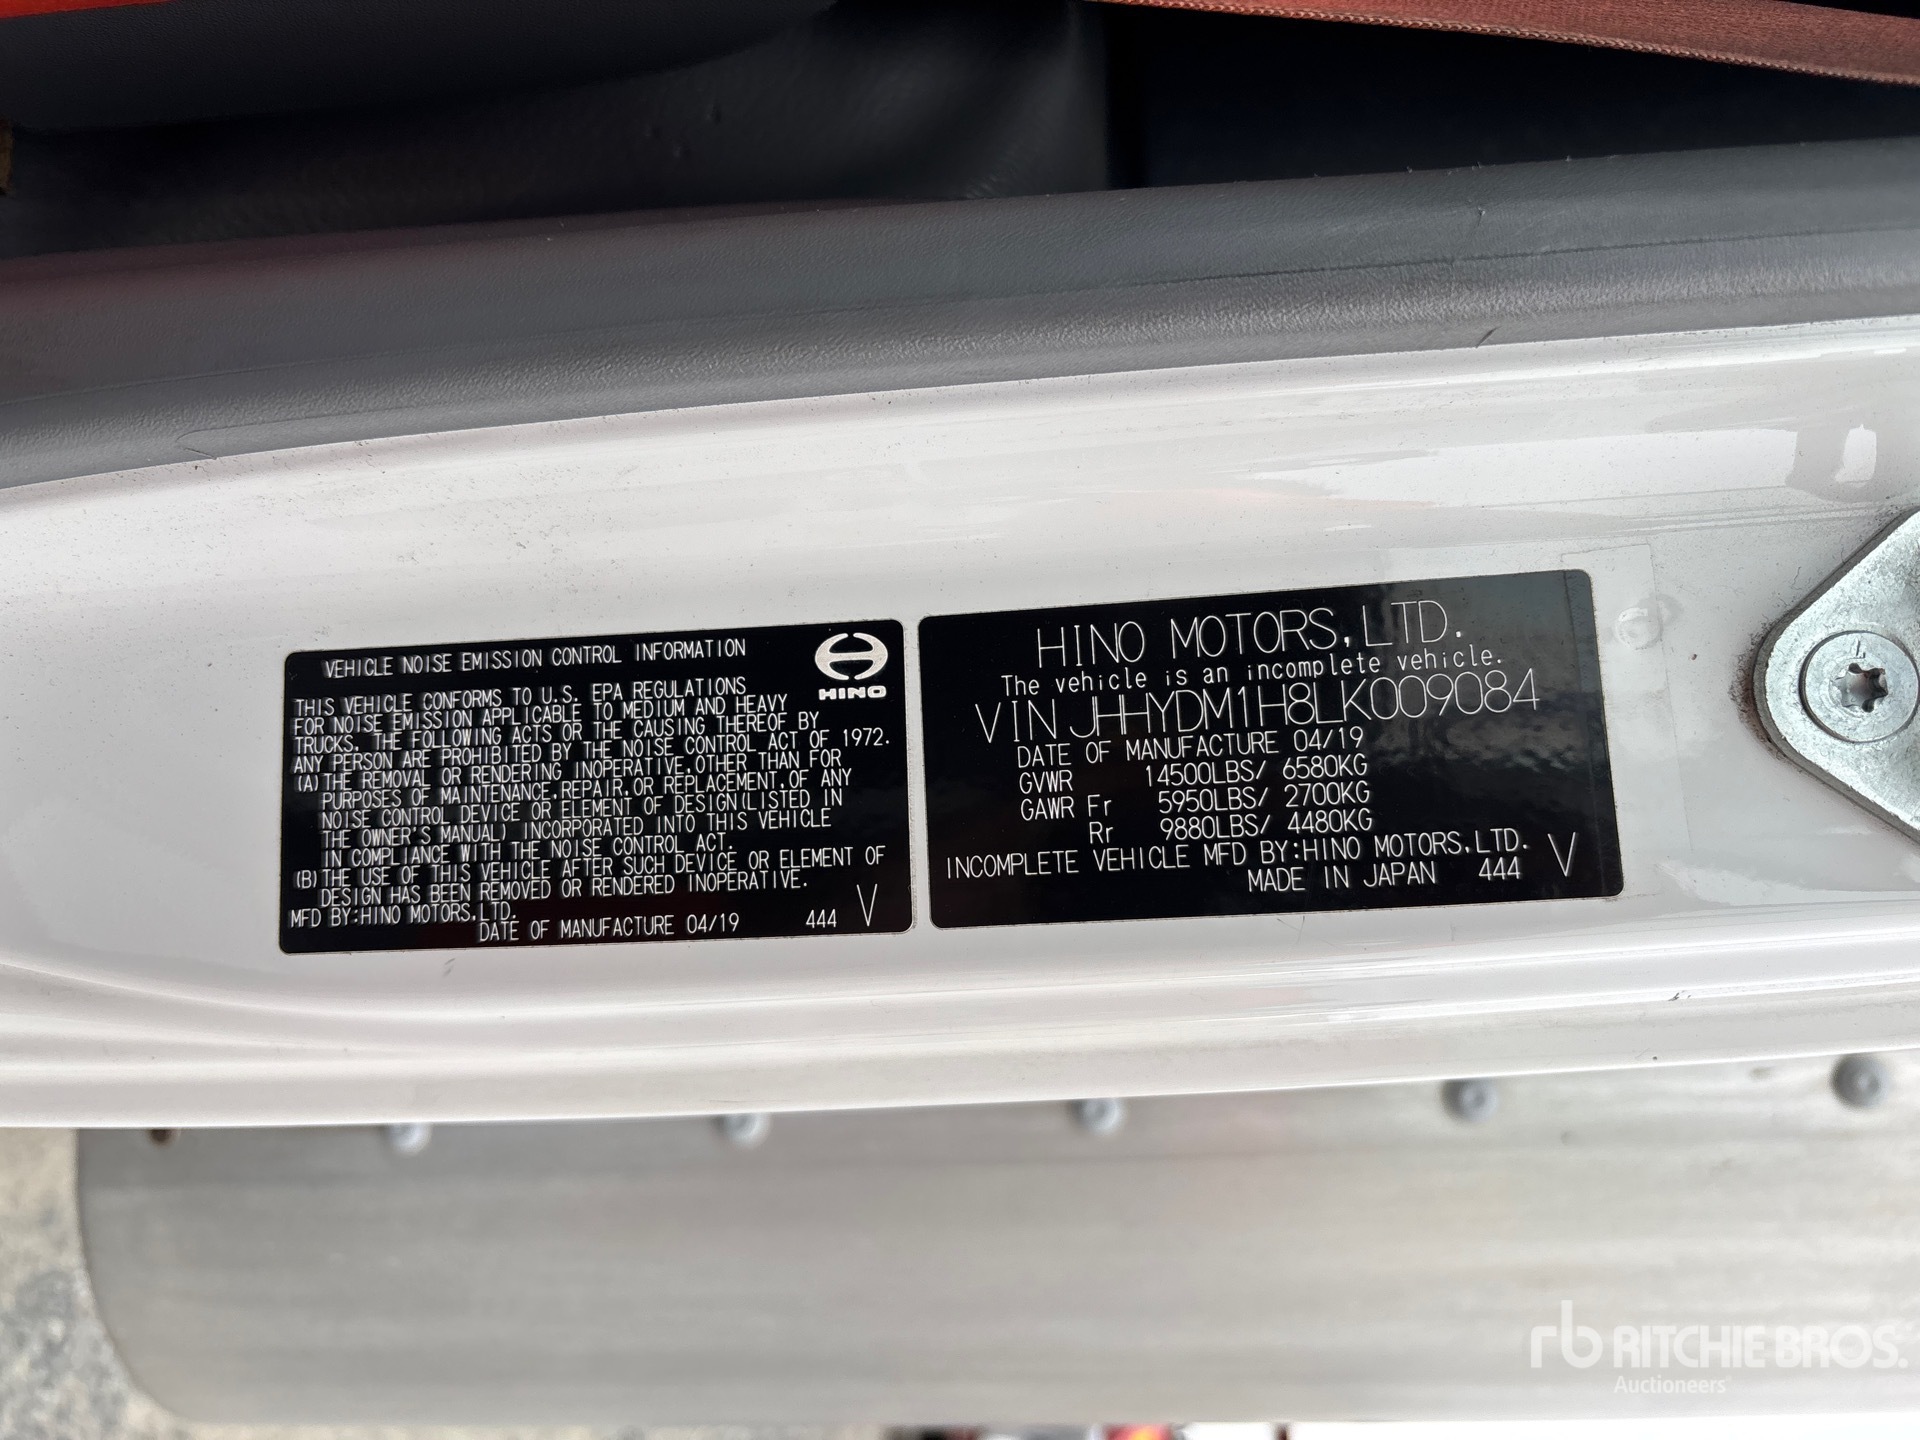 VEHICLE NOISE EMISSION CONTROL INFORMATION
HINO
THIS VEHICLE CONFORMS TO U.S. EPA REGULATIONS
FOR NOISE EMISSION APPLICABLE TO MEDIUM AND HEAVY
TRUCKS. THE FOLLOWING ACTS OR THE CAUSING THEREOF BY
ANY PERSON ARE PROHIBITED BY THE NOISE CONTROL ACT OF 1972.
(A) THE REMOVAL OR RENDERING INOPERATIVE, OTHER THAN FOR
PURPOSES OF MAINTENANCE, REPAIR, OR REPLACEMENT, OF ANY
NOISE CONTROL DEVICE OR ELEMENT OF DESIGN (LISTED IN
THE OWNER'S MANUAL) INCORPORATED INTO THIS VEHICLE
IN COMPLIANCE WITH THE NOISE CONTROL ACT.
(B) THE USE OF THIS VEHICLE AFTER SUCH DEVICE OR ELEMENT OF
DESIGN HAS BEEN REMOVED OR RENDERED INOPERATIVE.
MFD BY:HINO MOTORS,LTD.
DATE OF MANUFACTURE 04/19 444 V
HINO MOTORS,LTD.
The vehicle is an incomplete vehicle.
VIN JHHYDM1H8LK009084
DATE OF MANUFACTURE 04/19
GVWR 14500LBS/ 6580KG
GAWR Fr 5950LBS/ 2700KG
Rr 9880LBS/ 4480KG
INCOMPLETE VEHICLE MFD BY:HINO MOTORS,LTD.
MADE IN JAPAN 444 V
rb RITCHIE BROS.
Auctioneers